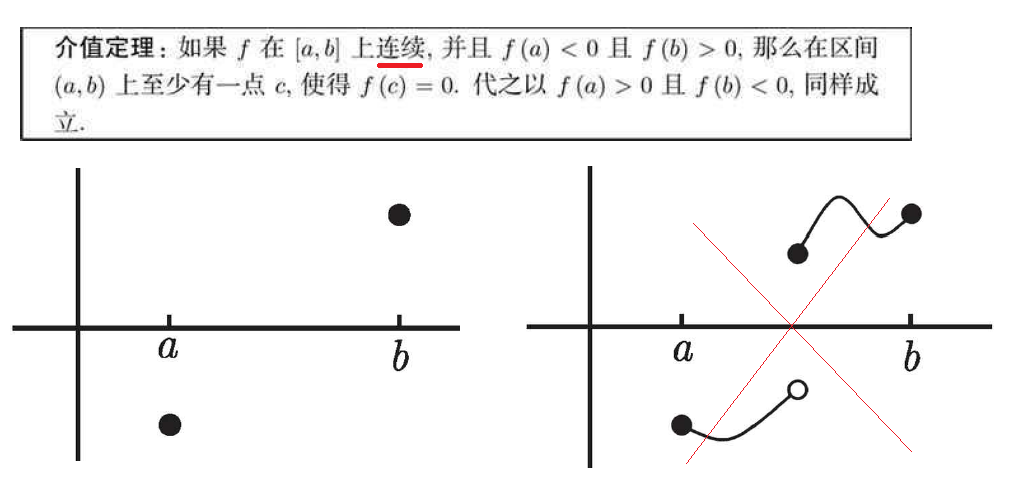 介值定理: 如果 f 在 [a, b] 上连续, 并且 f (a) < 0 且 f (b) > 0, 那么在区间
(a, b) 上至少有一点 c, 使得 f (c) = 0. 代之以 f (a) > 0 且 f (b) < 0, 同样成
立.
a
b
a
b